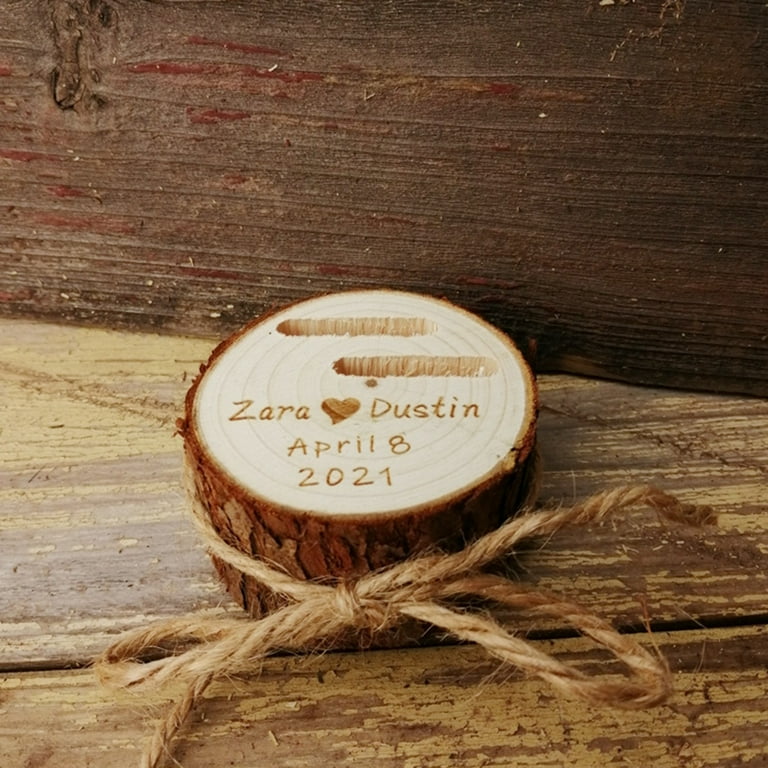 Zara ❤ Dustin
April 8
2021